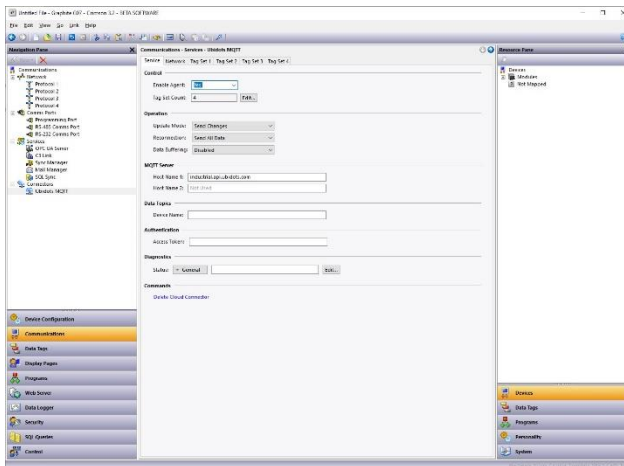 Untitled File - Graphite G07 - Crimson 3.2 - BETA SOFTWARE
File Edit View Go Link Help
Navigation Pane
Communications
Network
Protocol 1
Protocol 2
Protocol 3
Protocol 4
Comms Ports
Programming Port
RS-485 Comms Port
RS-232 Comms Port
Services
OPC UA Server
C3 Link
Sync Manager
Mail Manager
SQL Sync
Connectors
Ubidots MQTT
Device Configuration
Communications
Data Tags
Display Pages
Programs
Web Server
Data Logger
Security
SQL Queries
Control
Communications - Services - Ubidots MQTT
Service Network Tag Set 1 Tag Set 2 Tag Set 3 Tag Set 4
Control
Enable Agent: Yes
Tag Set Count: 4 Edit...
Operation
Update Mode: Send Changes
Reconnection: Send All Data
Data Buffering: Disabled
MQTT Server
Host Name 1: industrial.api.ubidots.com
Host Name 2: Not Used
Data Topics
Device Name:
Authentication
Access Token:
Diagnostics
Status: General Edit...
Commands
Delete Cloud Connector
Resource Pane
Devices
Modules
Not Mapped
Devices
Data Tags
Programs
Personality
System